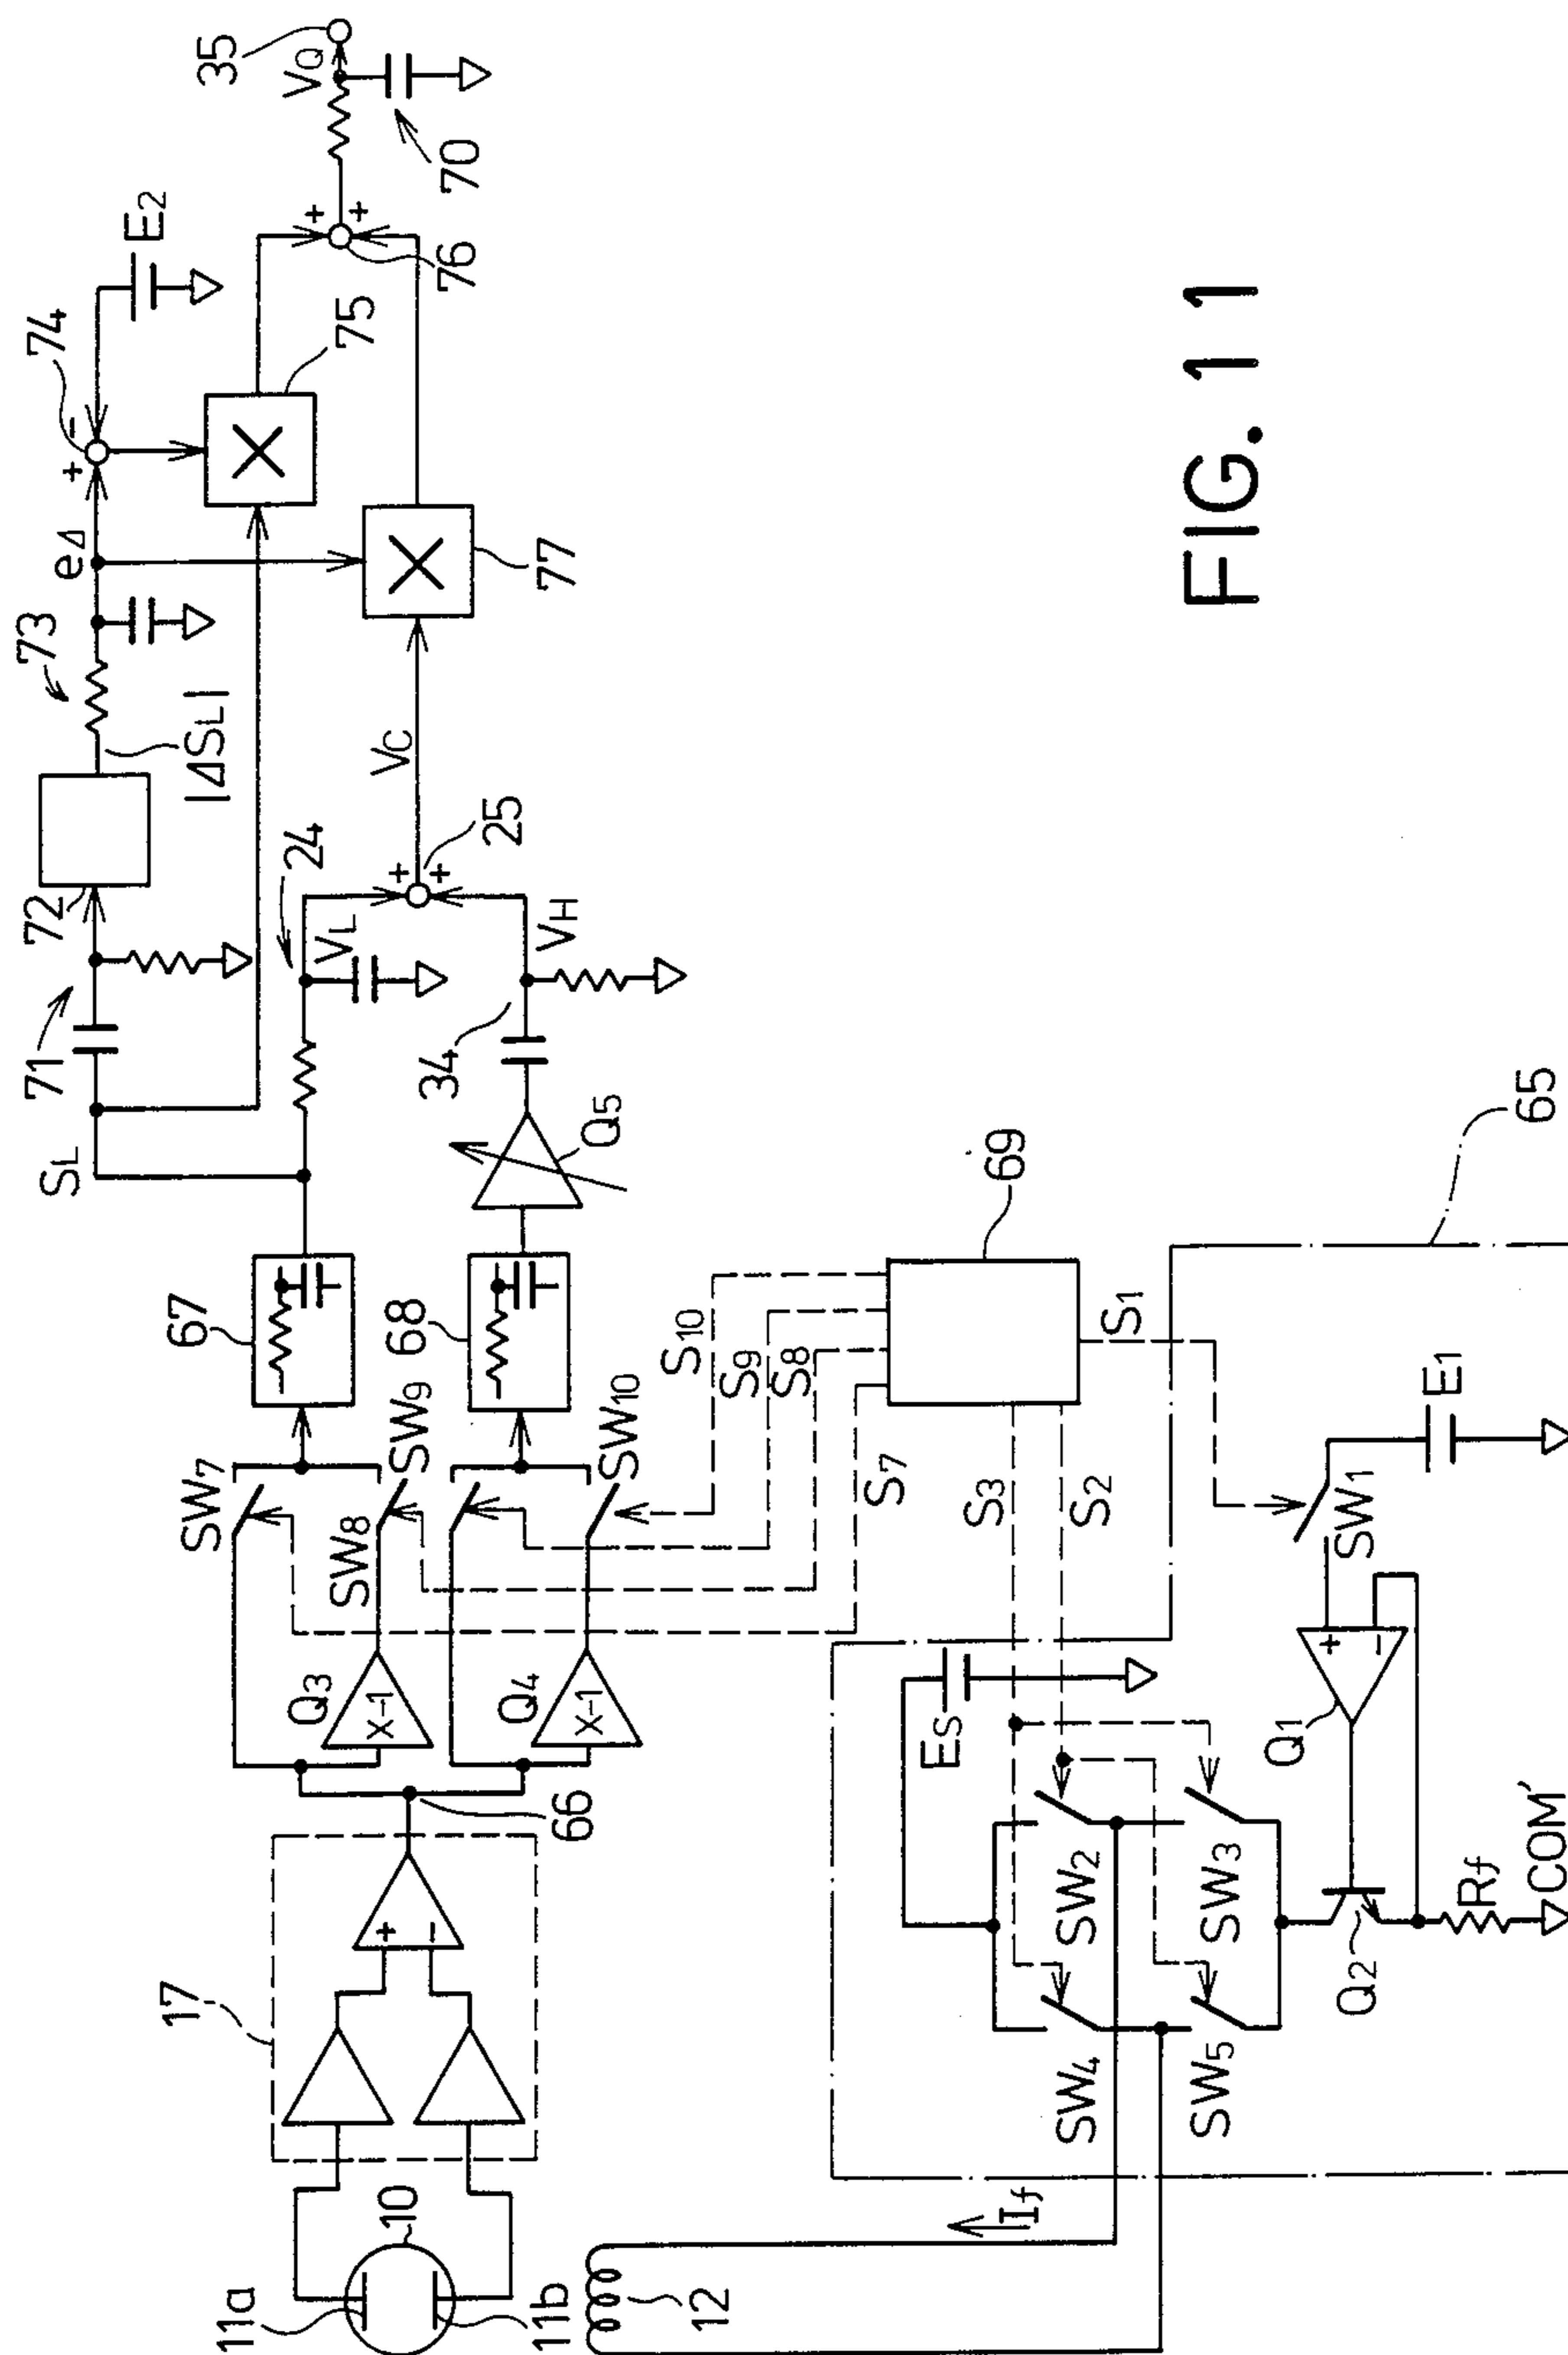 35
VQ
70
E2
74
75
76
73
eΔ
77
|ΔSL|
72
24
25
VC
VL
VH
71
34
SL
Q5
67
68
69
65
S10
S9
S8
S7
S1
S3
S2
SW7
SW8
SW9
SW10
E1
SW1
Q3
X-1
Q4
X-1
ES
Q1
66
17
SW2
SW3
SW4
SW5
Q2
Rf
COM'
11a
10
11b
12
If
+
-
+
+
+
+
+
-
+
-
FIG. 11